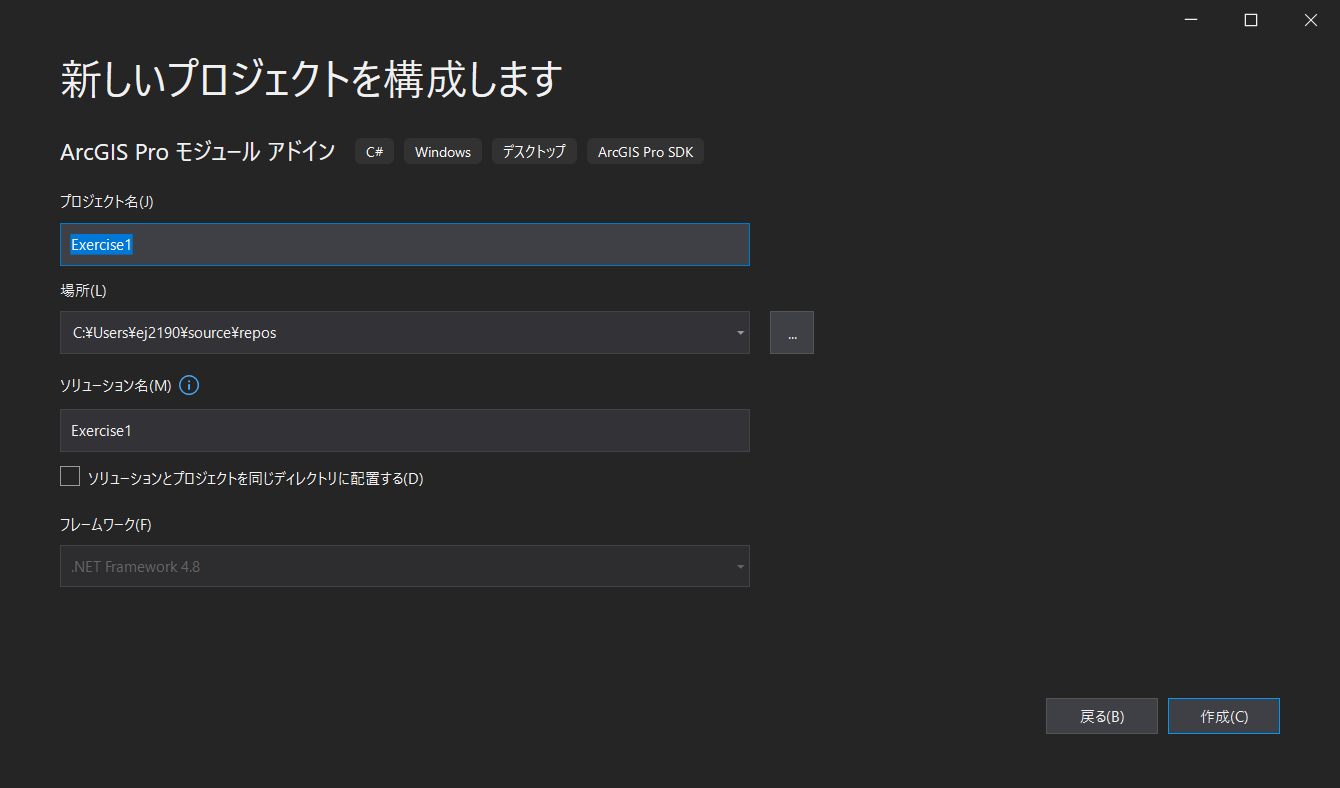 新しいプロジェクトを構成します
ArcGIS Pro モジュール アドイン C# Windows デスクトップ ArcGIS Pro SDK
プロジェクト名(J)
Exercise1
場所(L)
C:¥Users¥ej2190¥source¥repos
...
ソリューション名(M)
Exercise1
ソリューションとプロジェクトを同じディレクトリに配置する(D)
フレームワーク(F)
.NET Framework 4.8
戻る(B) 作成(C)